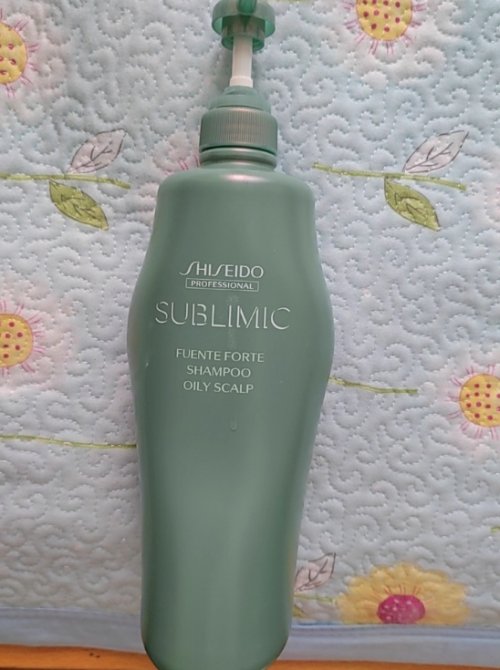 SHISEIDO
PROFESSIONAL
SUBLIMIC
FUENTE FORTE
SHAMPOO
OILY SCALP